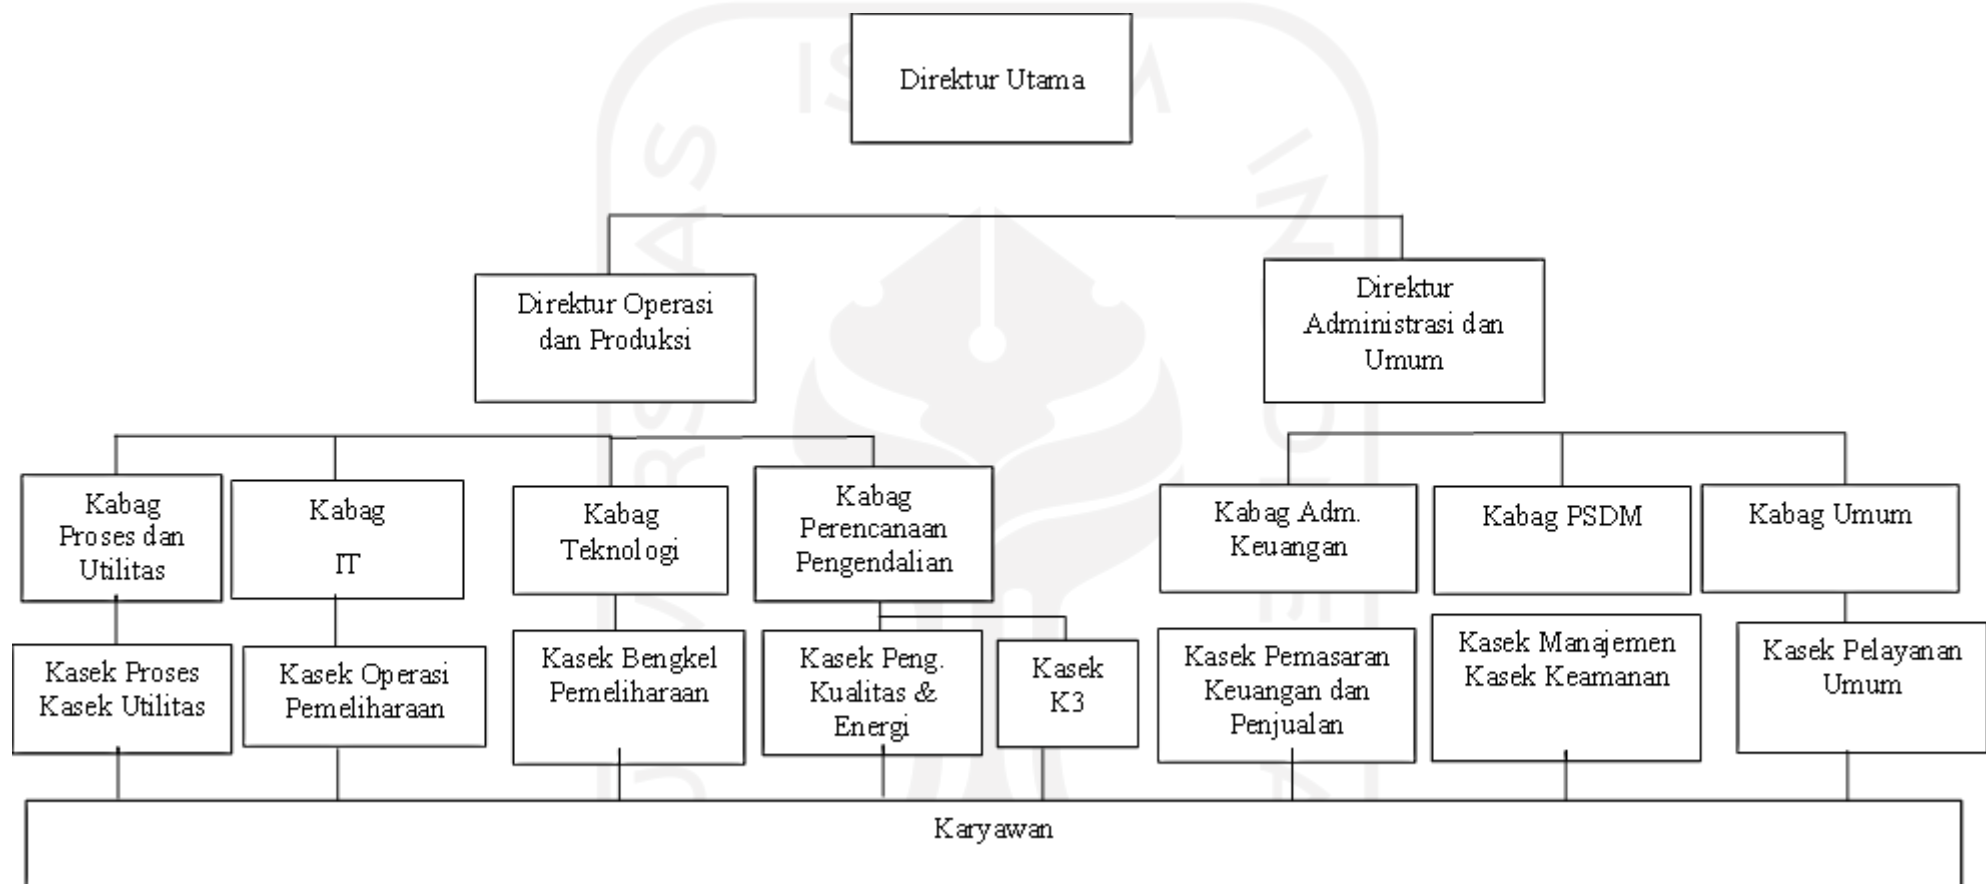 Direktur Utama
Direktur Operasi
dan Produksi
Direktur
Administrasi dan
Umum
Kabag
Proses dan
Utilitas
Kabag
IT
Kabag
Teknologi
Kabag
Perencanaan
Pengendalian
Kabag Adm.
Keuangan
Kabag PSDM
Kabag Umum
Kasek Proses
Kasek Utilitas
Kasek Operasi
Pemeliharaan
Kasek Bengkel
Pemeliharaan
Kasek Peng.
Kualitas &
Energi
Kasek
K3
Kasek Pemasaran
Keuangan dan
Penjualan
Kasek Manajemen
Kasek Keamanan
Kasek Pelayanan
Umum
Karyawan